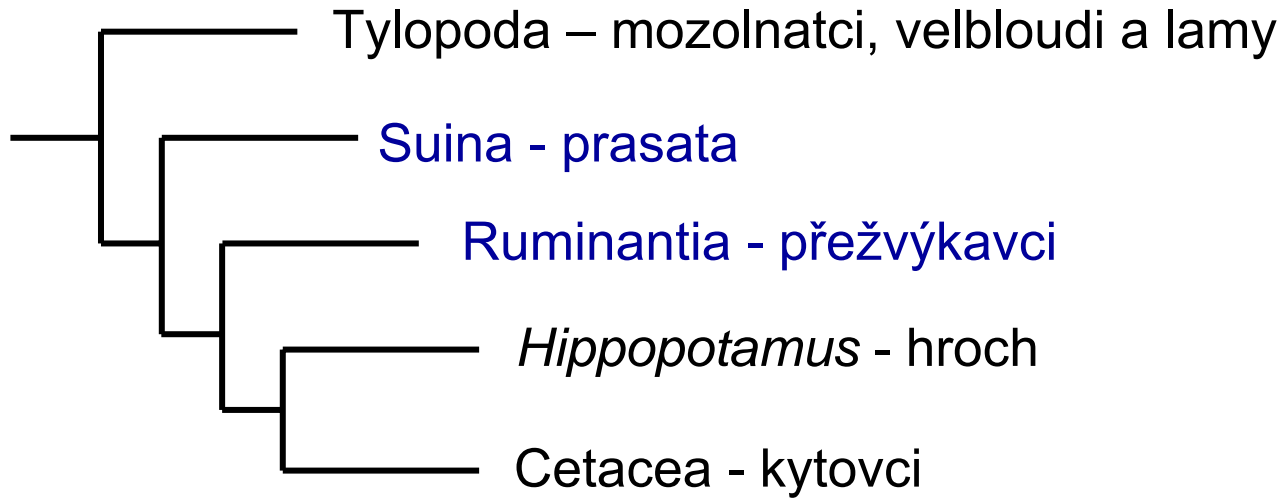 Tylopoda – mozolnatci, velbloudi a lamy
Suina - prasata
Ruminantia - přežvýkavci
Hippopotamus - hroch
Cetacea - kytovci